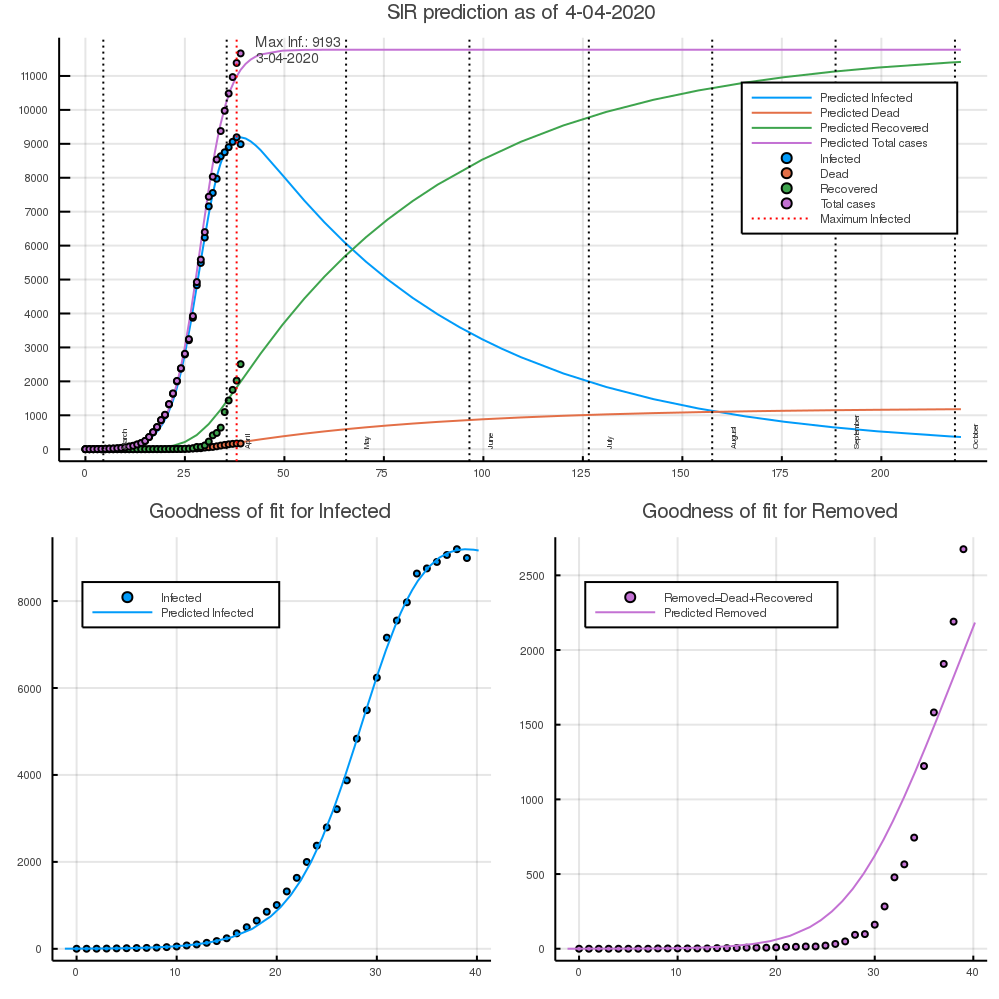 SIR prediction as of 4-04-2020
Max Inf.: 9193
3-04-2020
11000
10000
9000
8000
7000
6000
5000
4000
3000
2000
1000
0
Predicted Infected
Predicted Dead
Predicted Recovered
Predicted Total cases
Infected
Dead
Recovered
Total cases
Maximum Infected
April
May
June
July
August
September
October
0 25 50 75 100 125 150 175 200
Goodness of fit for Infected
8000
6000
4000
2000
0
Infected
Predicted Infected
0 10 20 30 40
Goodness of fit for Removed
2500
2000
1500
1000
500
0
Removed=Dead+Recovered
Predicted Removed
0 10 20 30 40